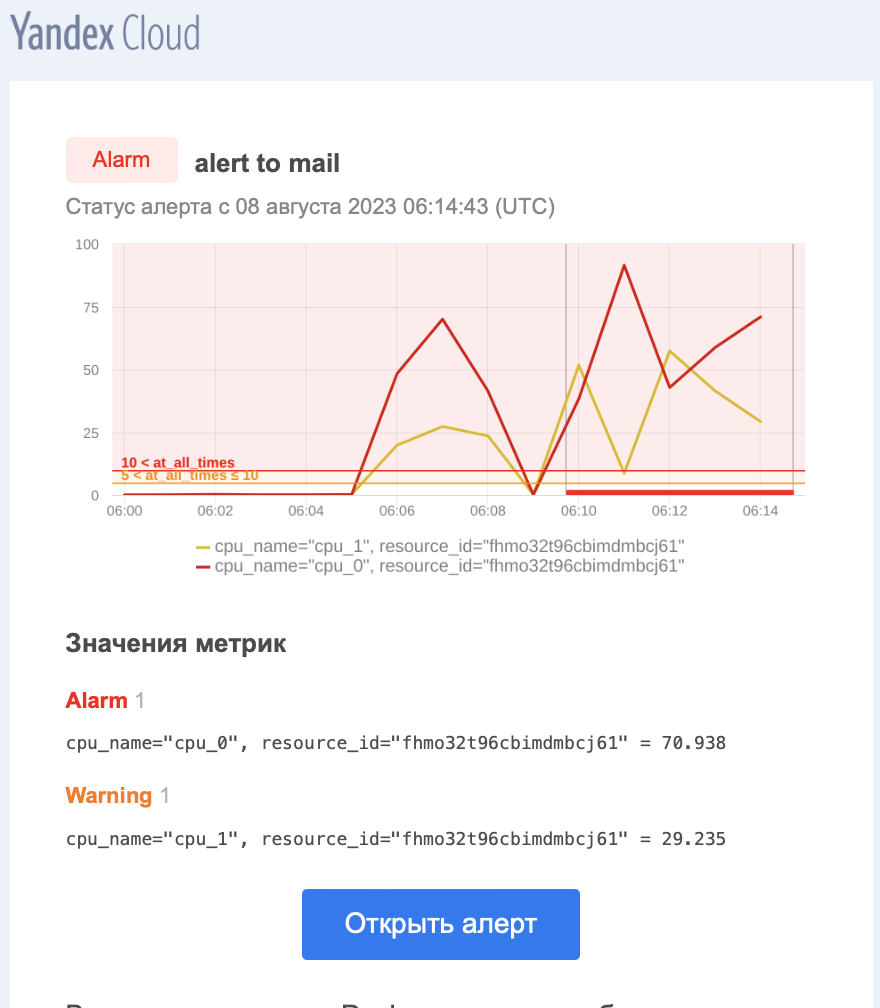 Yandex Cloud
Alarm alert to mail
Статус алерта с 08 августа 2023 06:14:43 (UTC)
100
75
50
25
10 < at_all_times
5 < at_all_times ≤ 10
0
06:00 06:02 06:04 06:06 06:08 06:10 06:12 06:14
cpu_name="cpu_1", resource_id="fhmo32t96cbimdmbcj61"
cpu_name="cpu_0", resource_id="fhmo32t96cbimdmbcj61"
Значения метрик
Alarm 1
cpu_name="cpu_0", resource_id="fhmo32t96cbimdmbcj61" = 70.938
Warning 1
cpu_name="cpu_1", resource_id="fhmo32t96cbimdmbcj61" = 29.235
Открыть алерт